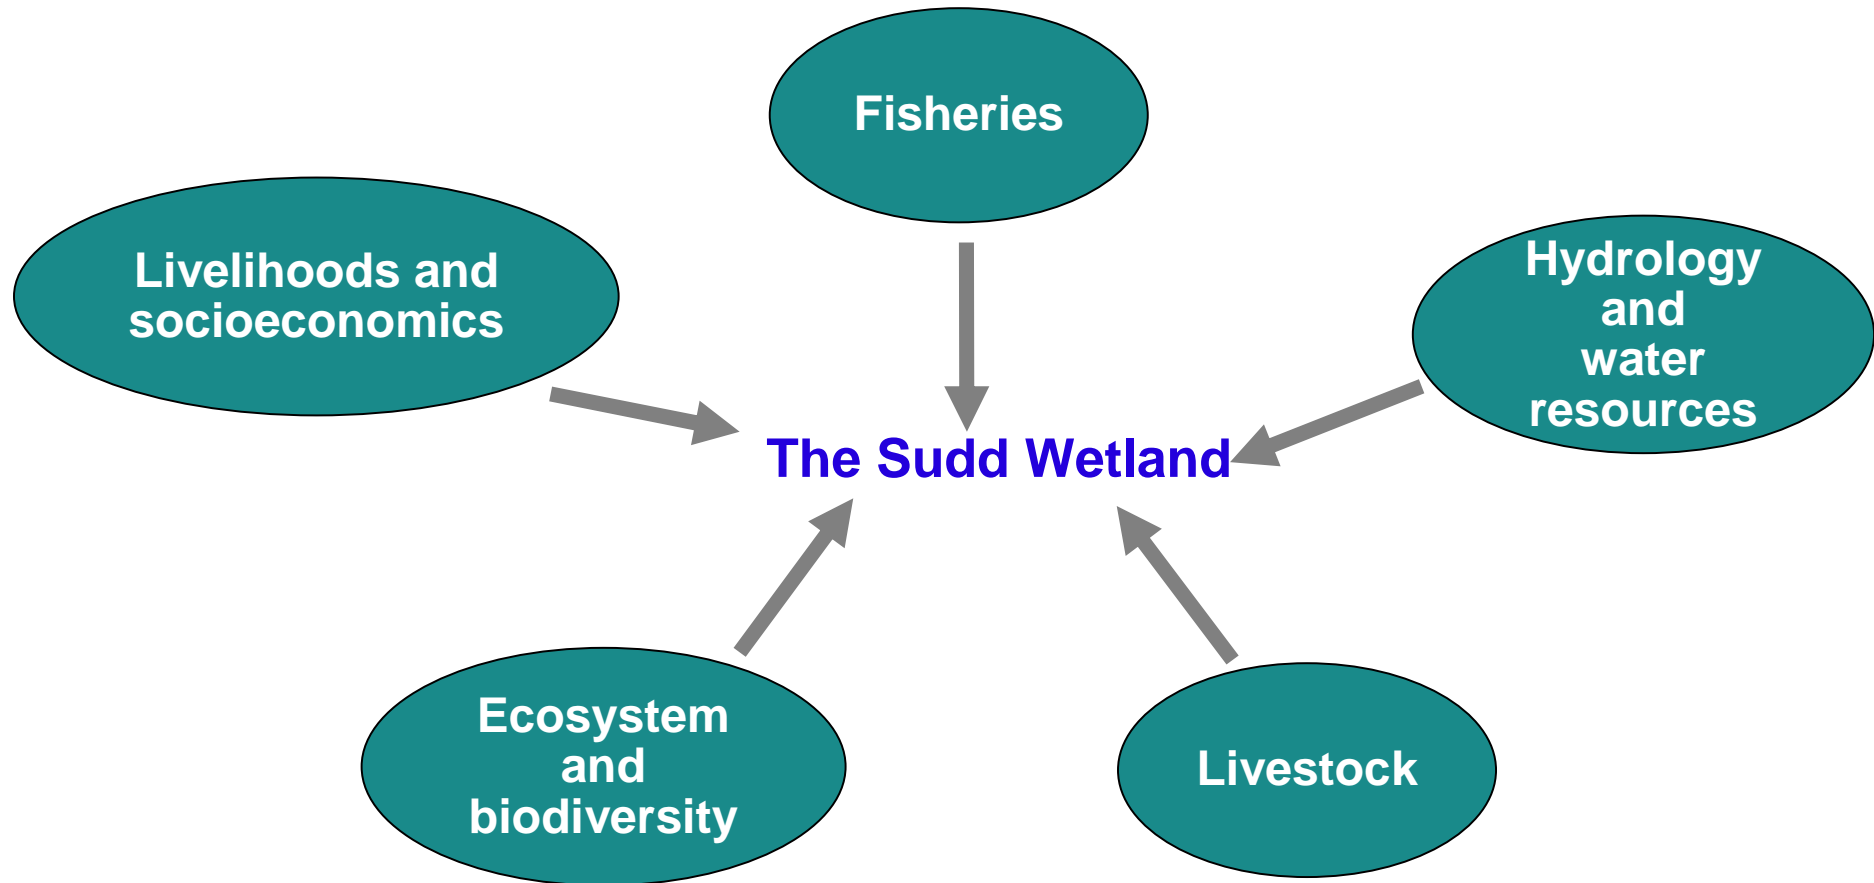 Fisheries
Livelihoods and
socioeconomics
Hydrology
and
water
resources
The Sudd Wetland
Ecosystem
and
biodiversity
Livestock